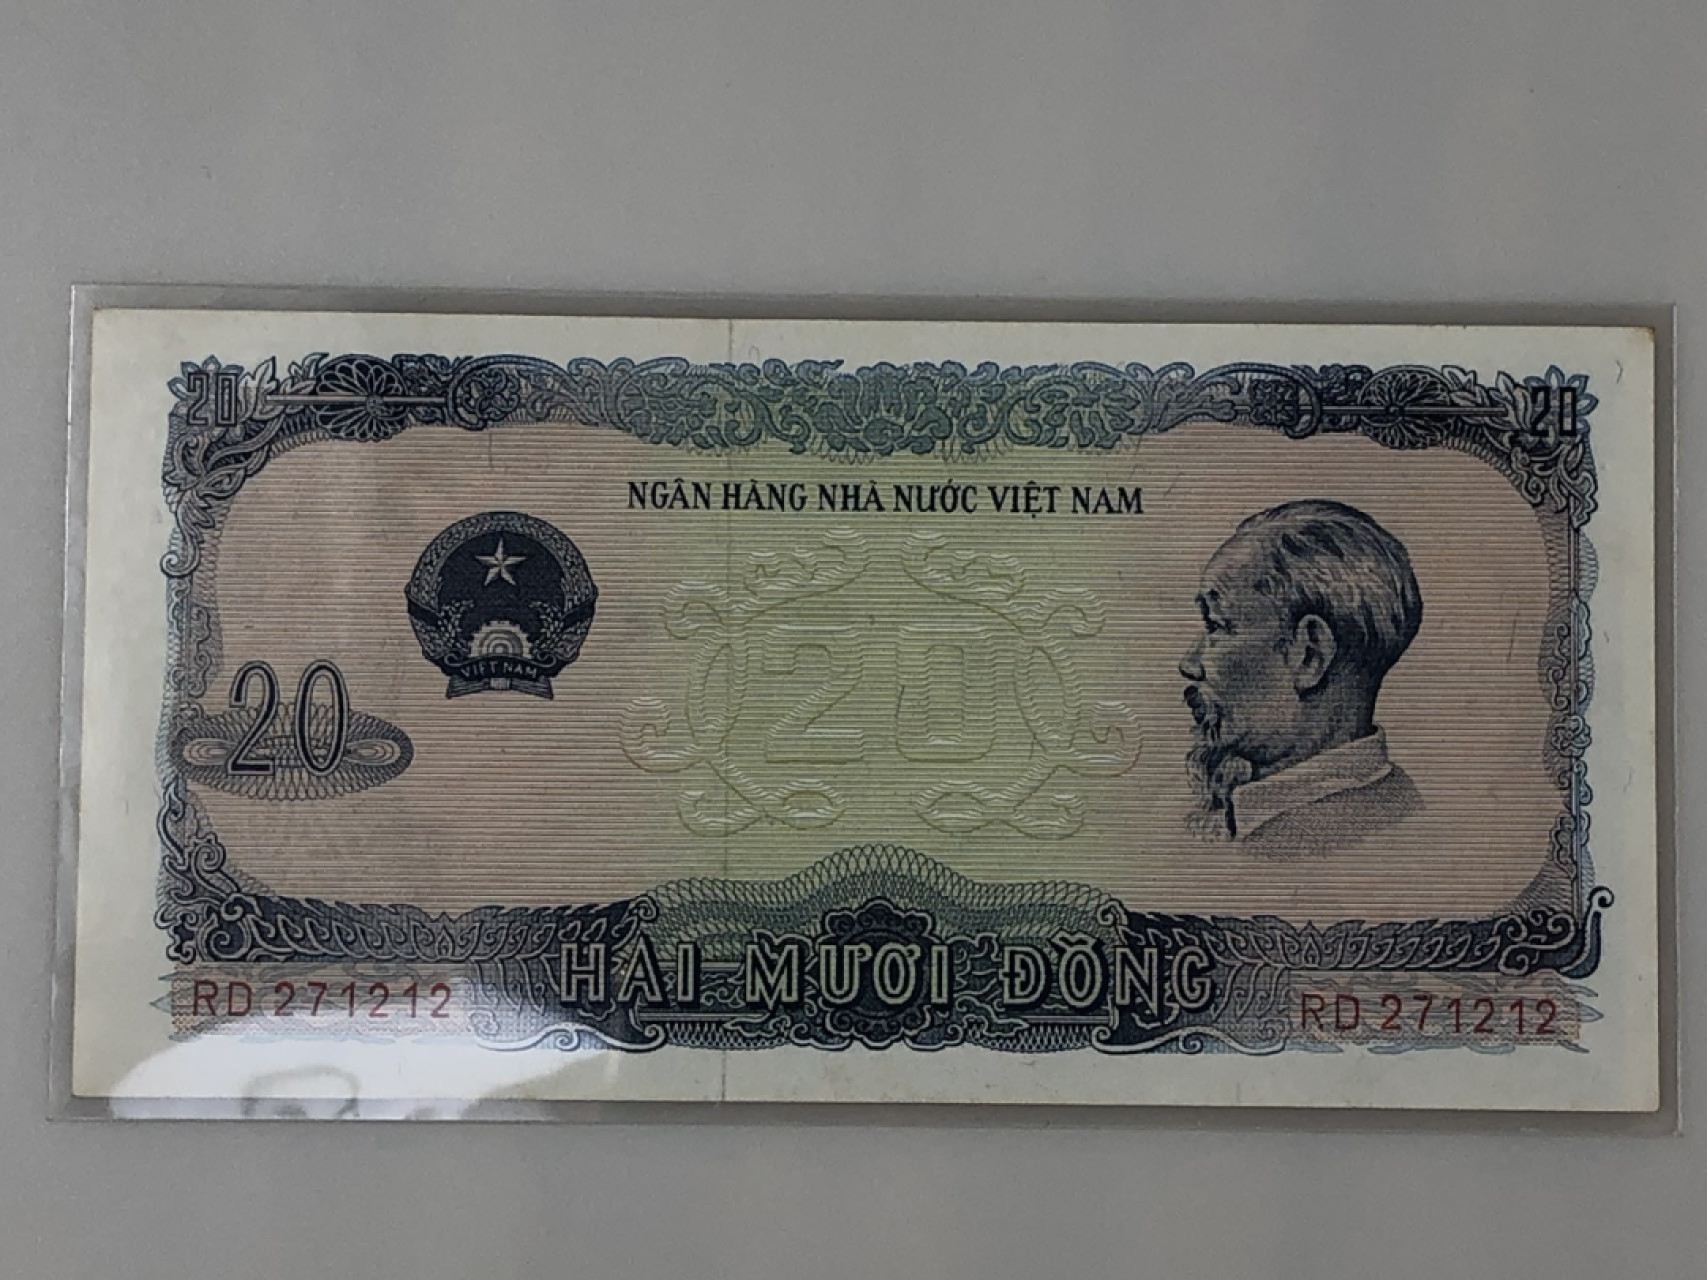 20
20
NGÂN HÀNG NHÀ NƯỚC VIỆT NAM
VIỆT NAM
20
20
HAI MƯƠI ĐỒNG
RD 271212
RD 271212